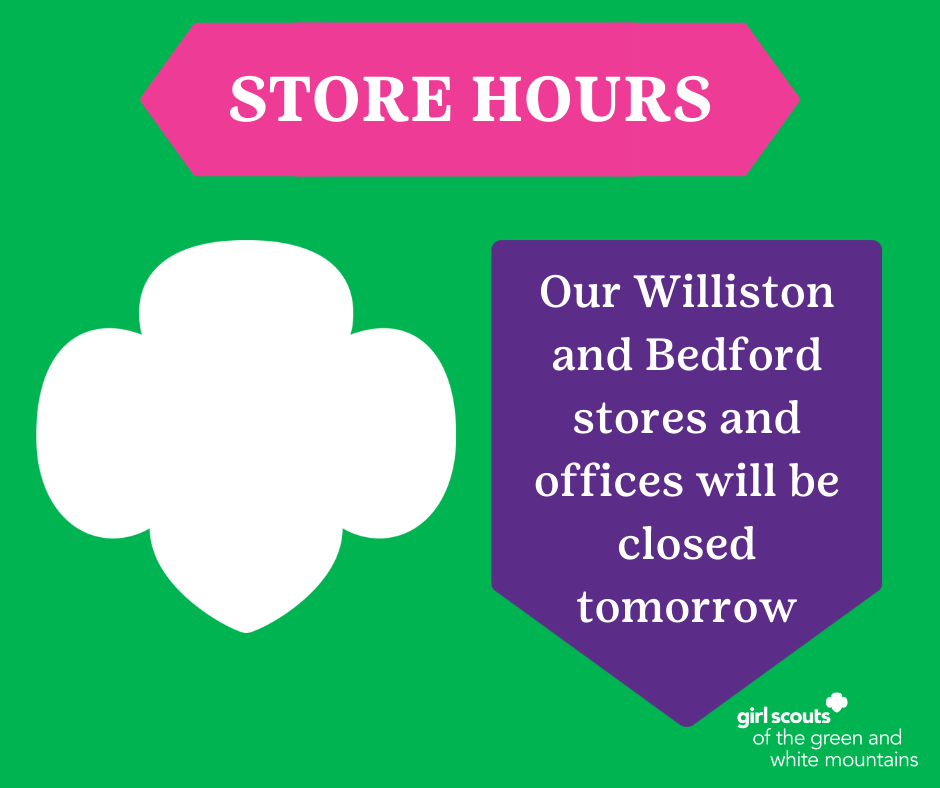 STORE HOURS
Our Williston
and Bedford
stores and
offices will be
closed
tomorrow
girl scouts
of the green and
white mountains